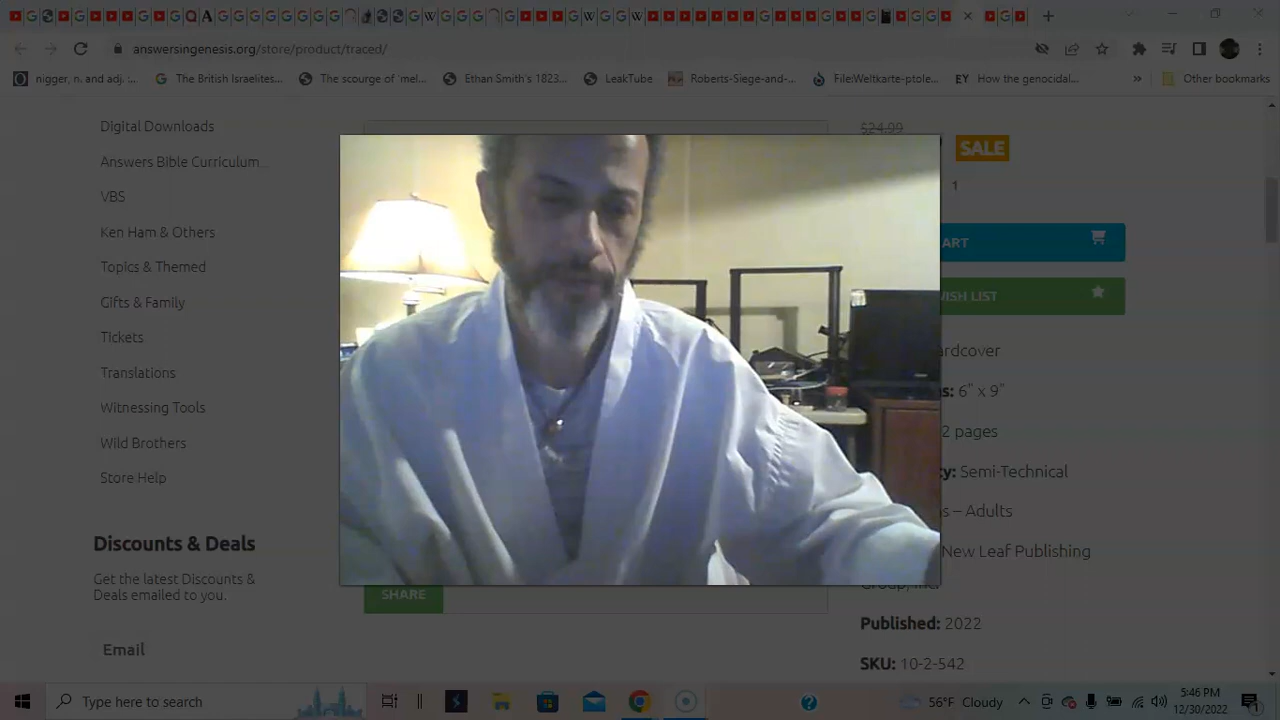 answersingenesis.org/store/product/traced/
nigger, n. and adj. :...
The British Israelites...
The scourge of 'mel...
Ethan Smith's 1823...
LeakTube
Roberts-Siege-and-...
File:Weltkarte-ptole...
EY How the genocidal...
»
Other bookmarks
Digital Downloads
Answers Bible Curriculum...
VBS
Ken Ham & Others
Topics & Themed
Gifts & Family
Tickets
Translations
Witnessing Tools
Wild Brothers
Store Help
Discounts & Deals
Get the latest Discounts &
Deals emailed to you.
Email
SHARE
$24.99
SALE
1
ART
ISH LIST
ardcover
6" x 9"
2 pages
Semi-Technical
s – Adults
New Leaf Publishing
Published: 2022
SKU: 10-2-542
Type here to search
56°F Cloudy
5:46 PM
12/30/2022